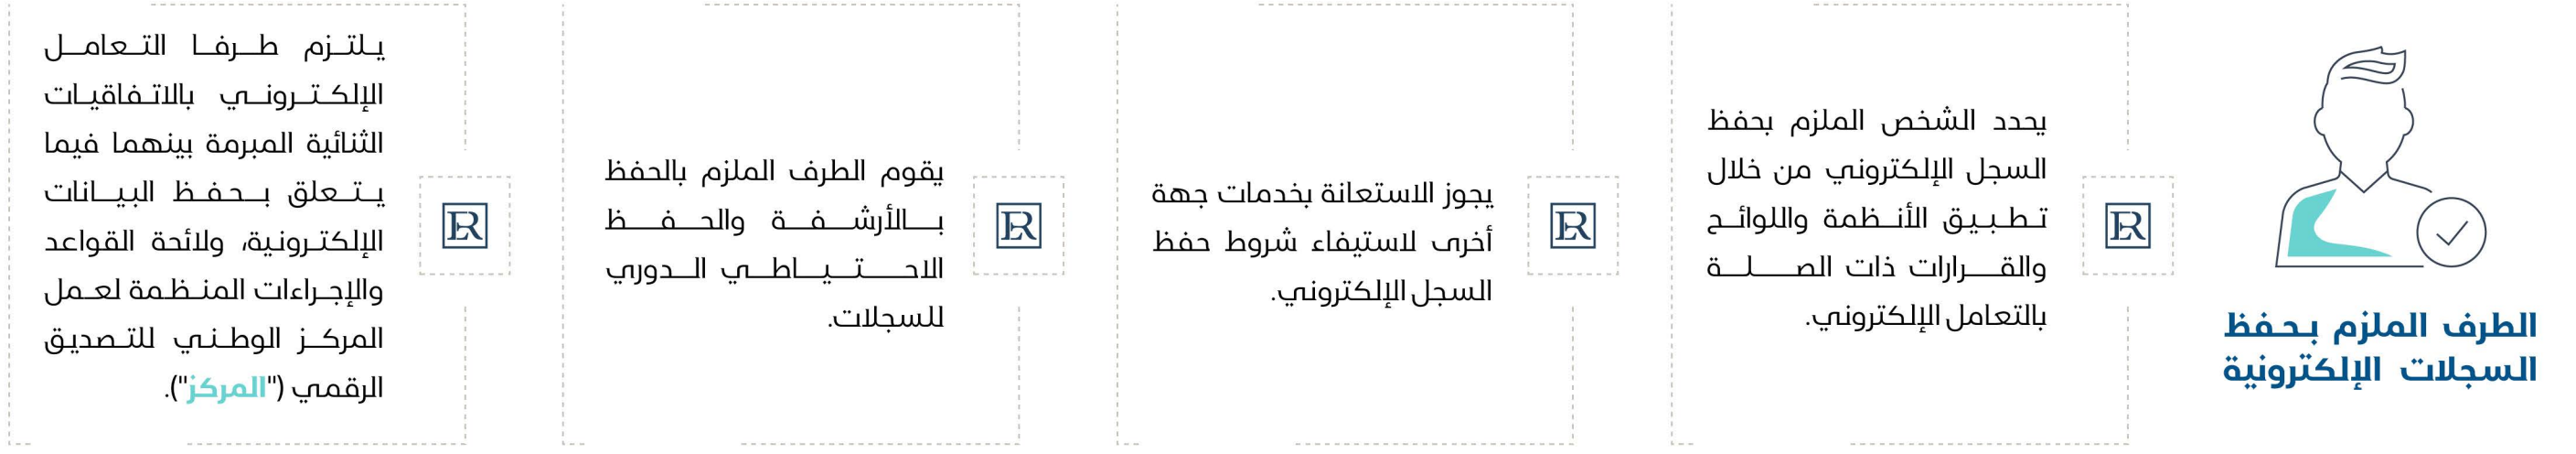 الطرف الملزم بحفظ
السجلات الإلكترونية
يحدد الشخص الملزم بحفظ
السجل الإلكتروني من خلال
تطبيق الأنظمة واللوائح
والقرارات ذات الصلة
بالتعامل الإلكتروني.
يجوز الاستعانة بخدمات جهة
أخرى لاستيفاء شروط حفظ
السجل الإلكتروني.
يقوم الطرف الملزم بالحفظ
بالأرشفة والحفظ
الاحتياطي الدوري
للسجلات.
يلتزم طرفا التعامل
الإلكتروني بالاتفاقيات
الثنائية المبرمة بينهما فيما
يتعلق بحفظ البيانات
الإلكترونية، ولائحة القواعد
والإجراءات المنظمة لعمل
المركز الوطني للتصديق
الرقمي ("المركز").